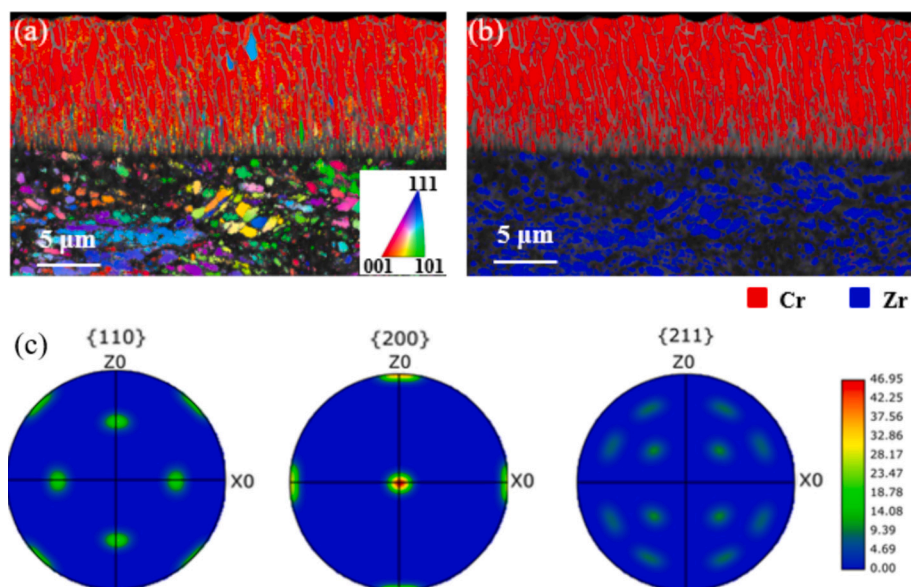 (a)
111
001 101
5 μm
(b)
5 μm
Cr Zr
(c)
{110}
Z0
X0
{200}
Z0
X0
{211}
Z0
X0
46.95
42.25
37.56
32.86
28.17
23.47
18.78
14.08
9.39
4.69
0.00